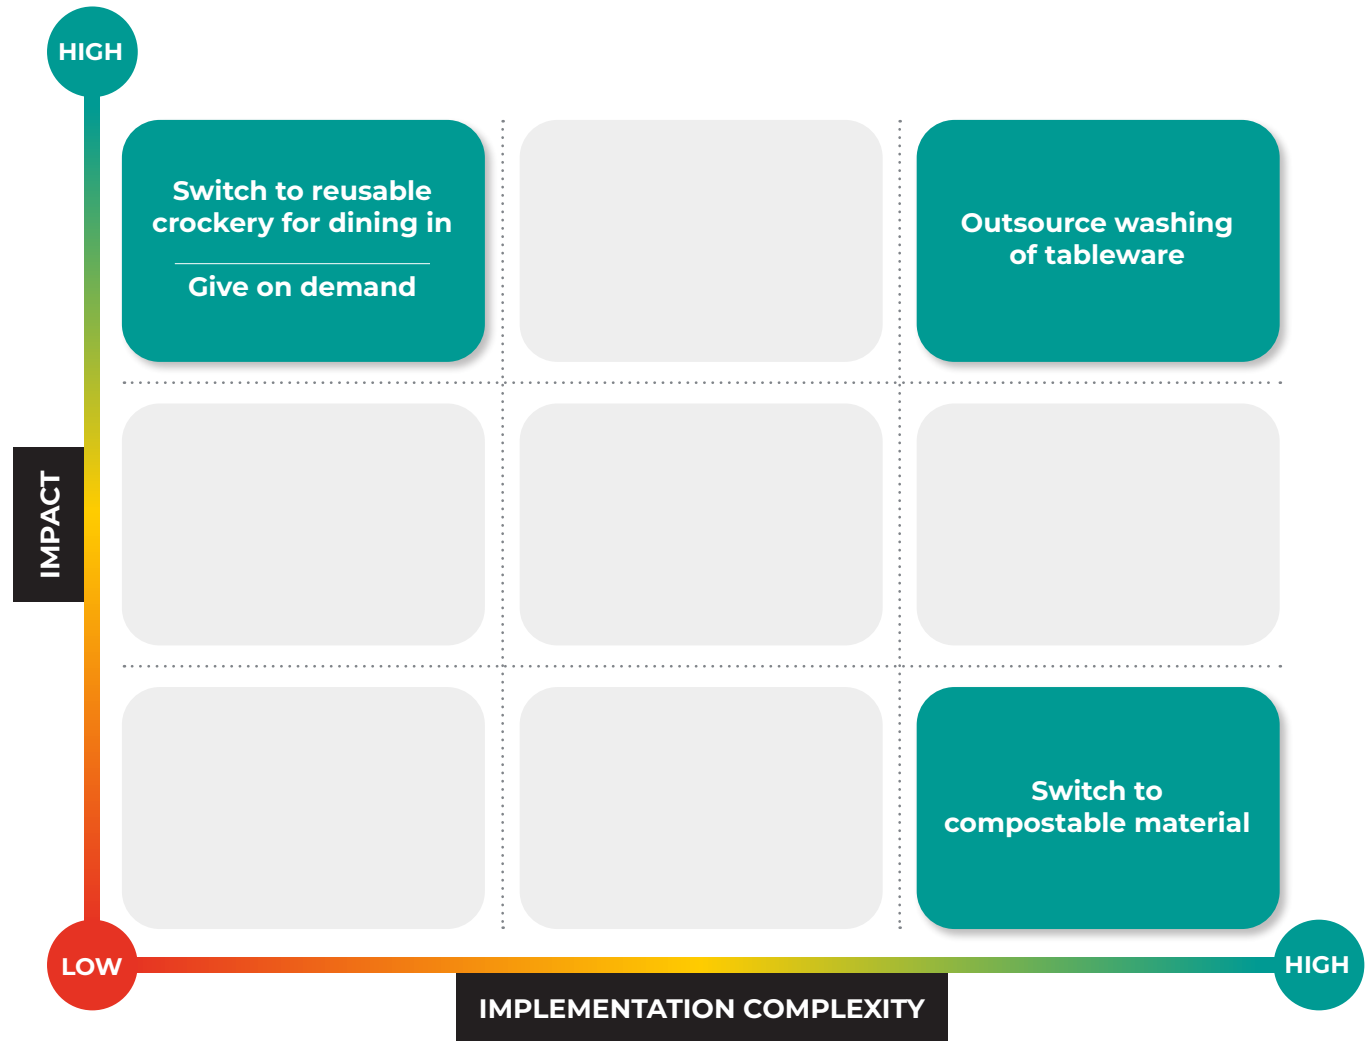 HIGH
Switch to reusable
crockery for dining in
Give on demand
Outsource washing
of tableware
IMPACT
Switch to
compostable material
LOW
HIGH
IMPLEMENTATION COMPLEXITY